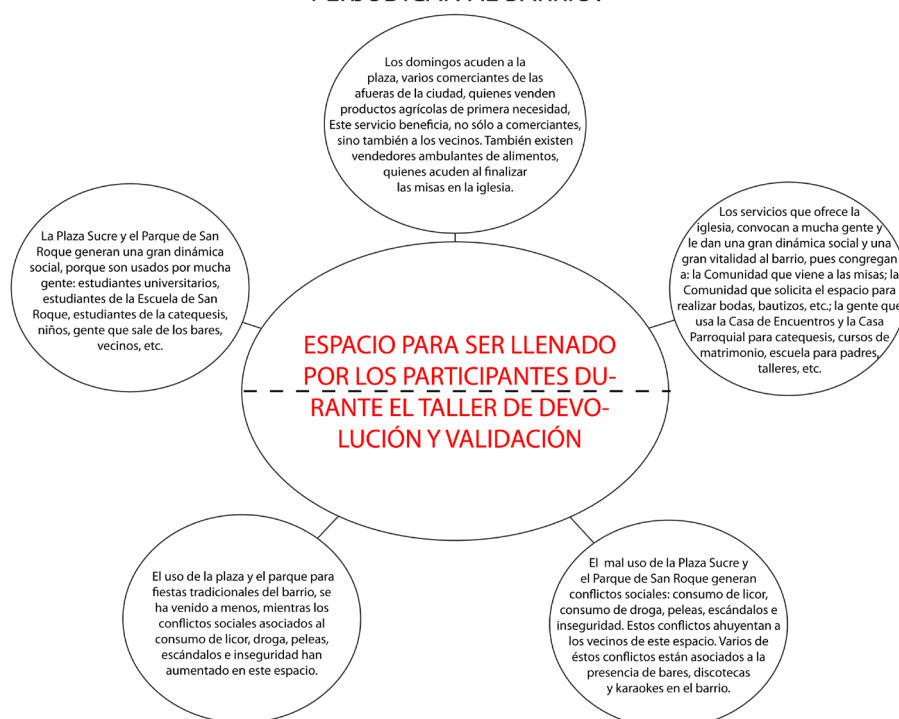 PERJUDICAN AL BARRIO?
Los domingos acuden a la
plaza, varios comerciantes de las
afueras de la ciudad, quienes venden
productos agrícolas de primera necesidad,
Este servicio beneficia, no sólo a comerciantes,
sino también a los vecinos. También existen
vendedores ambulantes de alimentos,
quienes acuden al finalizar
las misas en la iglesia.
La Plaza Sucre y el Parque de San
Roque generan una gran dinámica
social, porque son usados por mucha
gente: estudiantes universitarios,
estudiantes de la Escuela de San
Roque, estudiantes de la catequesis,
niños, gente que sale de los bares,
vecinos, etc.
Los servicios que ofrece la
iglesia, convocan a mucha gente y
le dan una gran dinámica social y una
gran vitalidad al barrio, pues congregan
a: la Comunidad que viene a las misas; la
Comunidad que solicita el espacio para
realizar bodas, bautizos, etc.; la gente que
usa la Casa de Encuentros y la Casa
Parroquial para catequesis, cursos de
matrimonio, escuela para padres,
talleres, etc.
ESPACIO PARA SER LLENADO
POR LOS PARTICIPANTES DU-
RANTE EL TALLER DE DEVO-
LUCIÓN Y VALIDACIÓN
El uso de la plaza y el parque para
fiestas tradicionales del barrio, se
ha venido a menos, mientras los
conflictos sociales asociados al
consumo de licor, droga, peleas,
escándalos e inseguridad han
aumentado en este espacio.
El mal uso de la Plaza Sucre y
el Parque de San Roque generan
conflictos sociales: consumo de licor,
consumo de droga, peleas, escándalos e
inseguridad. Estos conflictos ahuyentan a
los vecinos de este espacio. Varios de
éstos conflictos están asociados a la
presencia de bares, discotecas
y karaokes en el barrio.